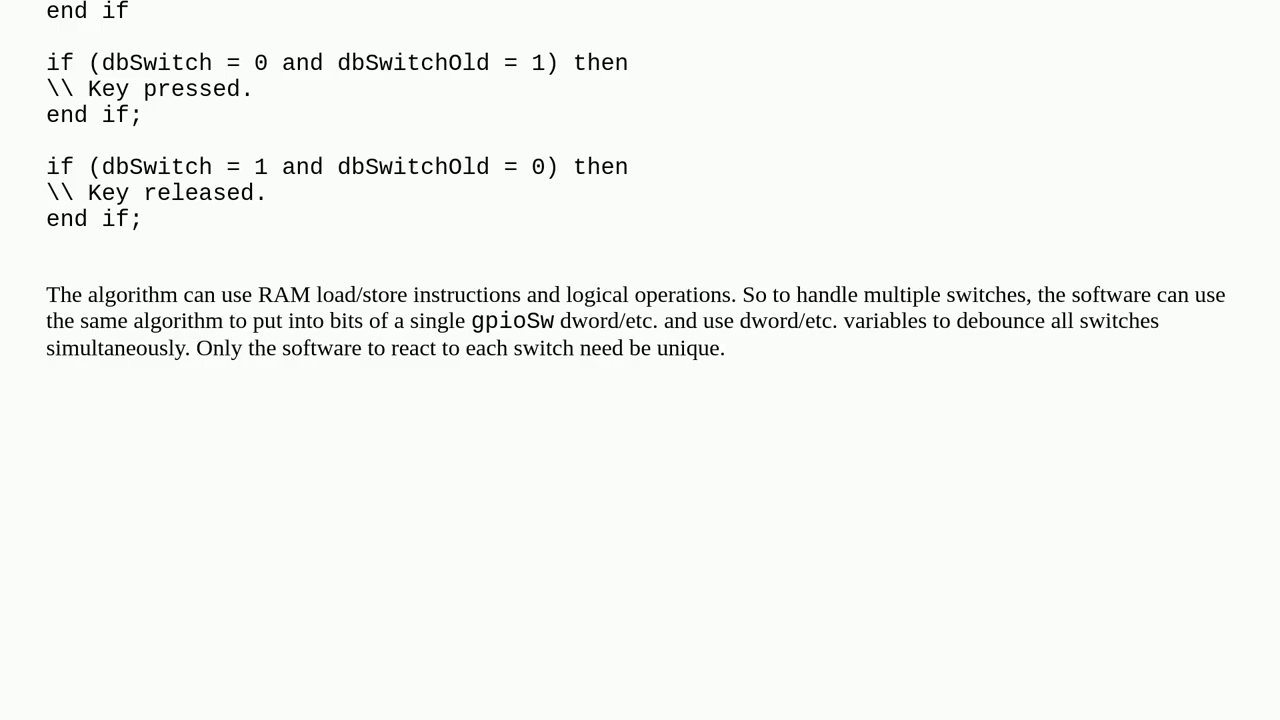 end if
if (dbSwitch = 0 and dbSwitchOld = 1) then
\\ Key pressed.
end if;
if (dbSwitch = 1 and dbSwitchOld = 0) then
\\ Key released.
end if;
The algorithm can use RAM load/store instructions and logical operations. So to handle multiple switches, the software can use
the same algorithm to put into bits of a single gpioSw dword/etc. and use dword/etc. variables to debounce all switches
simultaneously. Only the software to react to each switch need be unique.